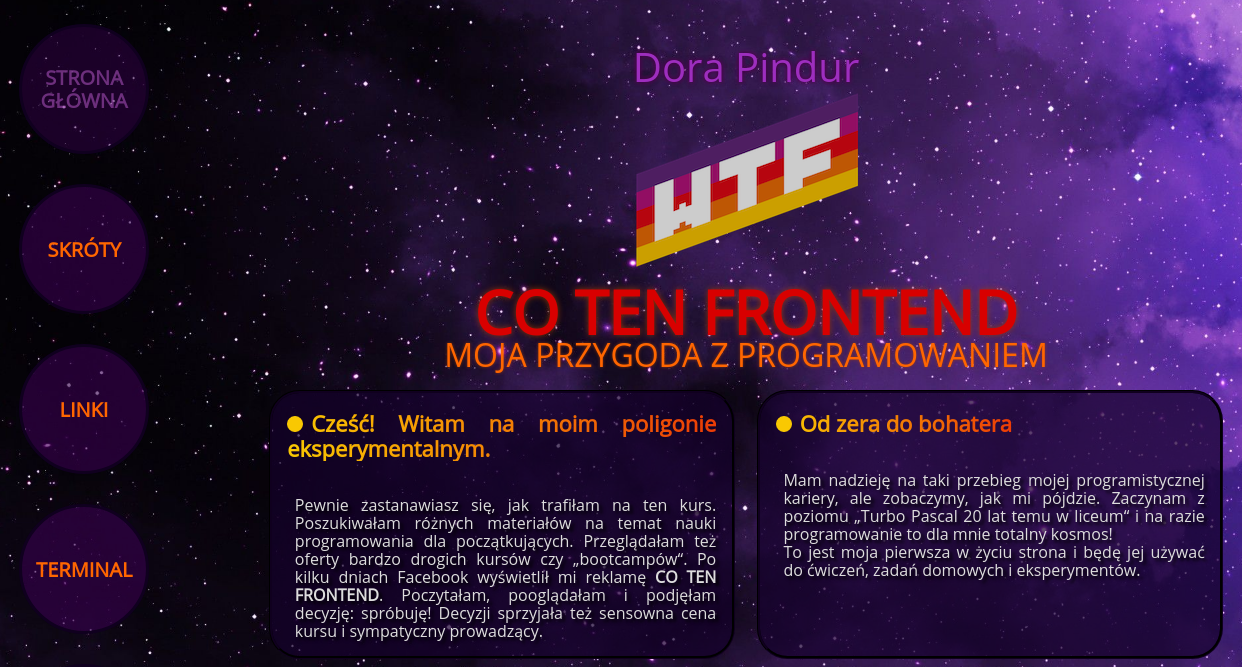 STRONA
GŁÓWNA
SKRÓTY
LINKI
TERMINAL
Dora Pindur
WTF
CO TEN FRONTEND
MOJA PRZYGODA Z PROGRAMOWANIEM
Cześć! Witam na moim poligonie
eksperymentalnym.
Pewnie zastanawiasz się, jak trafiłam na ten kurs.
Poszukiwałam różnych materiałów na temat nauki
programowania dla początkujących. Przeglądałam też
oferty bardzo drogich kursów czy „bootcampów“. Po
kilku dniach Facebook wyświetlił mi reklamę CO TEN
FRONTEND. Poczytałam, pooglądałam i podjęłam
decyzję: spróbuję! Decyzji sprzyjała też sensowna cena
kursu i sympatyczny prowadzący.
Od zera do bohatera
Mam nadzieję na taki przebieg mojej programistycznej
kariery, ale zobaczymy, jak mi pójdzie. Zaczynam z
poziomu „Turbo Pascal 20 lat temu w liceum“ i na razie
programowanie to dla mnie totalny kosmos!
To jest moja pierwsza w życiu strona i będę jej używać
do ćwiczeń, zadań domowych i eksperymentów.